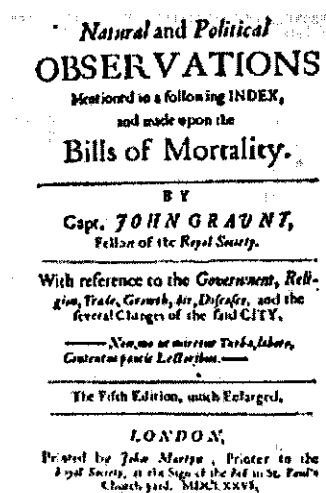 Natural and Political
OBSERVATIONS
Mentioned in a following INDEX,
and made upon the
Bills of Mortality.
BY
Capt. JOHN GRAUNT,
Fellow of the Royal Society.
With reference to the Government, Reli-
gion, Trade, Growth, Air, Diseases, and the
several Changes of the said CITY.
—— Non, me ut miretur Turba, laboro,
Contentus paucis Lectoribus. ——
The Fifth Edition, much Enlarged.
LONDON,
Printed by John Martyn, Printer to the
Royal Society, at the Sign of the Bell in St. Paul's
Church-yard. MDCLXXVI.